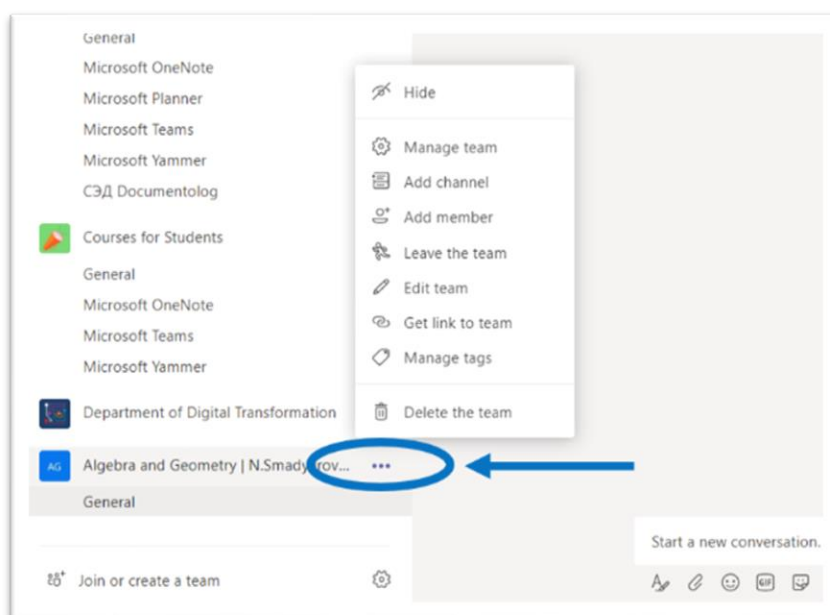 General
Microsoft OneNote
Microsoft Planner
Microsoft Teams
Microsoft Yammer
СЭД Documentolog
Courses for Students
General
Microsoft OneNote
Microsoft Teams
Microsoft Yammer
Department of Digital Transformation
AG Algebra and Geometry | N.Smady rov...
General
Join or create a team
Hide
Manage team
Add channel
Add member
Leave the team
Edit team
Get link to team
Manage tags
Delete the team
Start a new conversation.
GIF